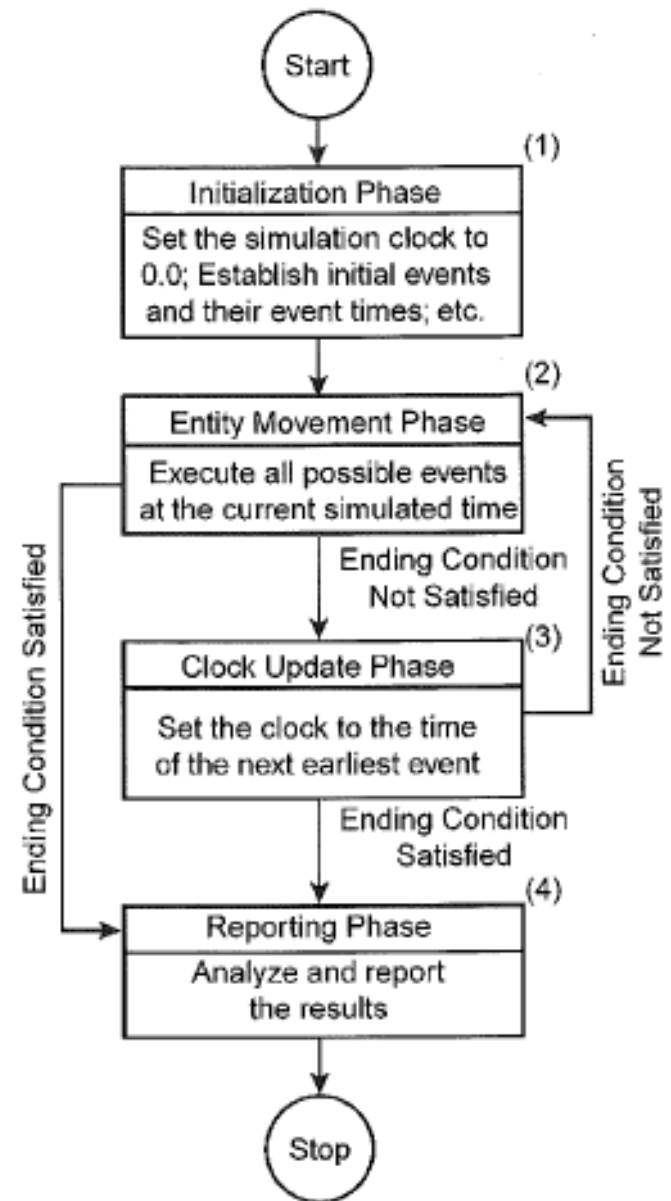 Start
(1)
Initialization Phase
Set the simulation clock to
0.0; Establish initial events
and their event times; etc.
(2)
Entity Movement Phase
Execute all possible events
at the current simulated time
Ending Condition
Not Satisfied
Ending Condition
Not Satisfied
Ending Condition Satisfied
(3)
Clock Update Phase
Set the clock to the time
of the next earliest event
Ending Condition
Satisfied
(4)
Reporting Phase
Analyze and report
the results
Stop